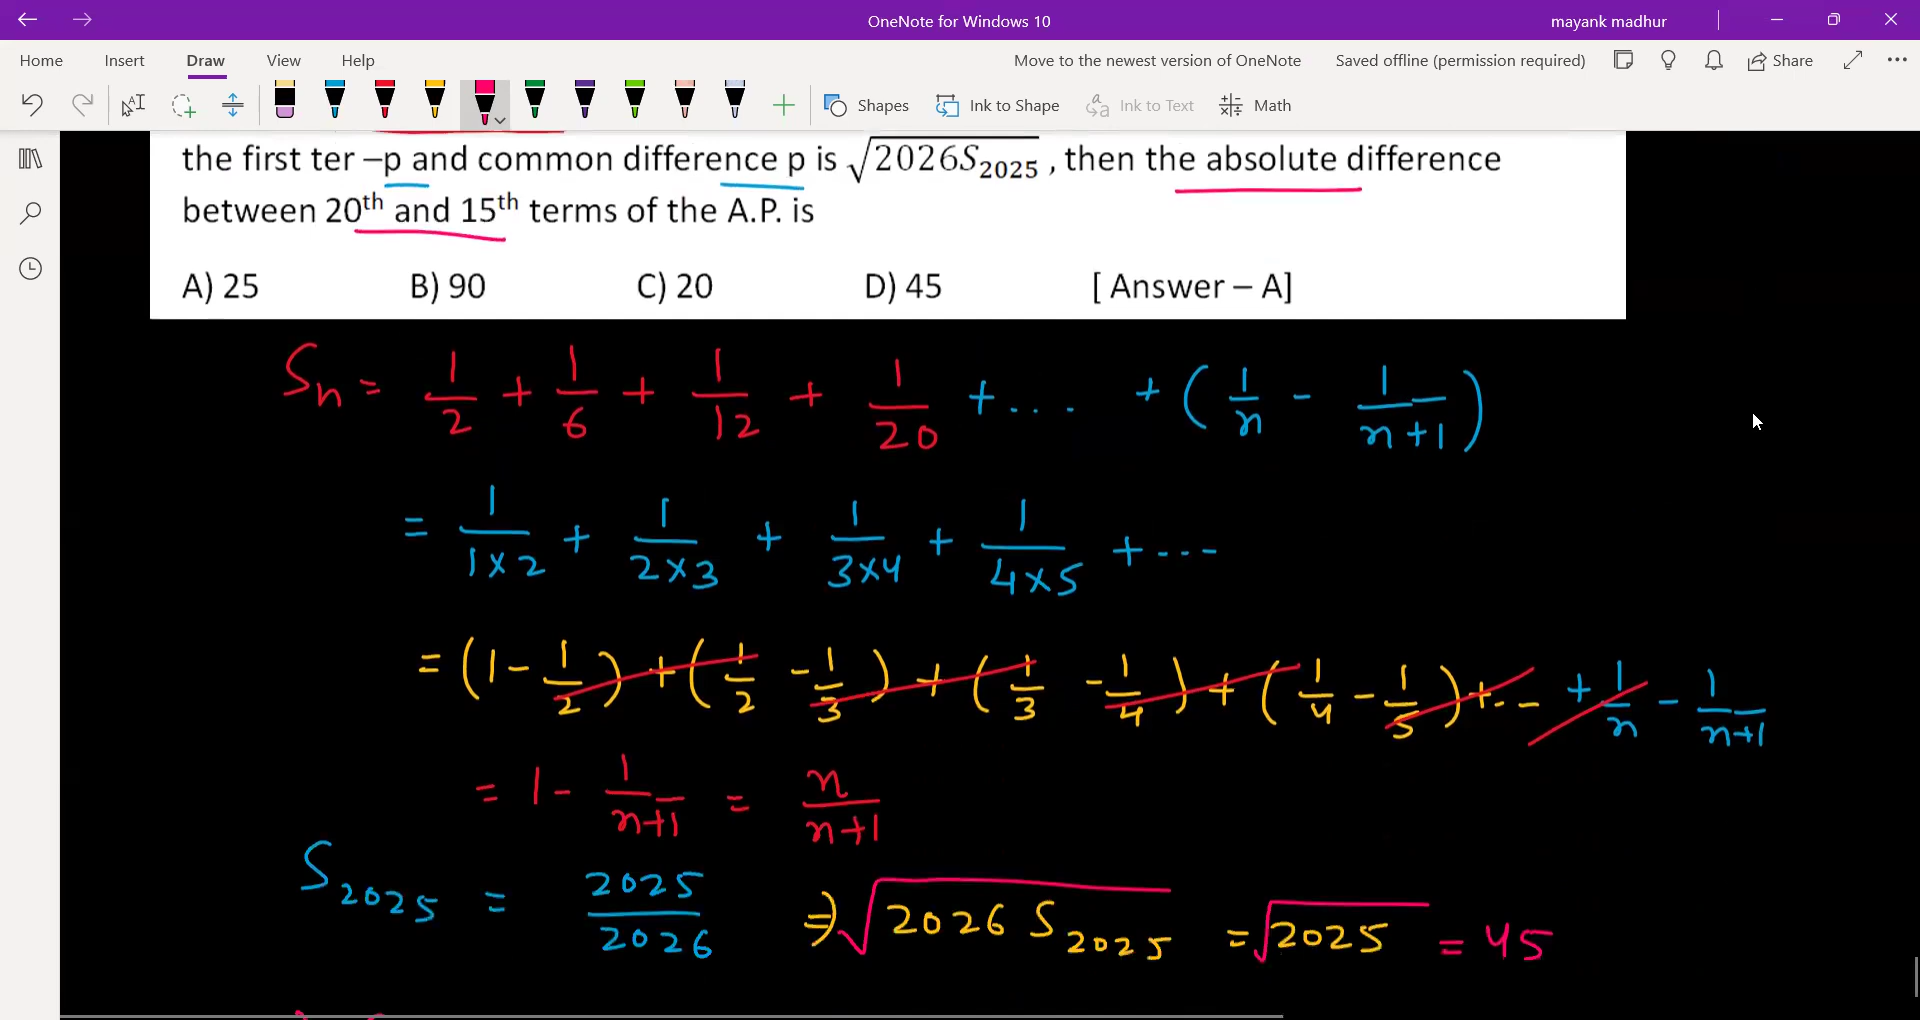 OneNote for Windows 10
mayank madhur
Home Insert Draw View Help
Move to the newest version of OneNote Saved offline (permission required) Share
Shapes Ink to Shape Ink to Text Math
the first ter –p and common difference p is √2026S₂₀₂₅ , then the absolute difference
between 20th and 15th terms of the A.P. is
A) 25 B) 90 C) 20 D) 45 [ Answer – A]
Sn = 1/2 + 1/6 + 1/12 + 1/20 + ... + (1/n - 1/(n+1))
= 1/(1×2) + 1/(2×3) + 1/(3×4) + 1/(4×5) + ---
= (1 - 1/2) + (1/2 - 1/3) + (1/3 - 1/4) + (1/4 - 1/5) + -- + 1/n - 1/(n+1)
= 1 - 1/(n+1) = n/(n+1)
S₂₀₂₅ = 2025/2026 ⇒ √2026 S₂₀₂₅ = √2025 = 45